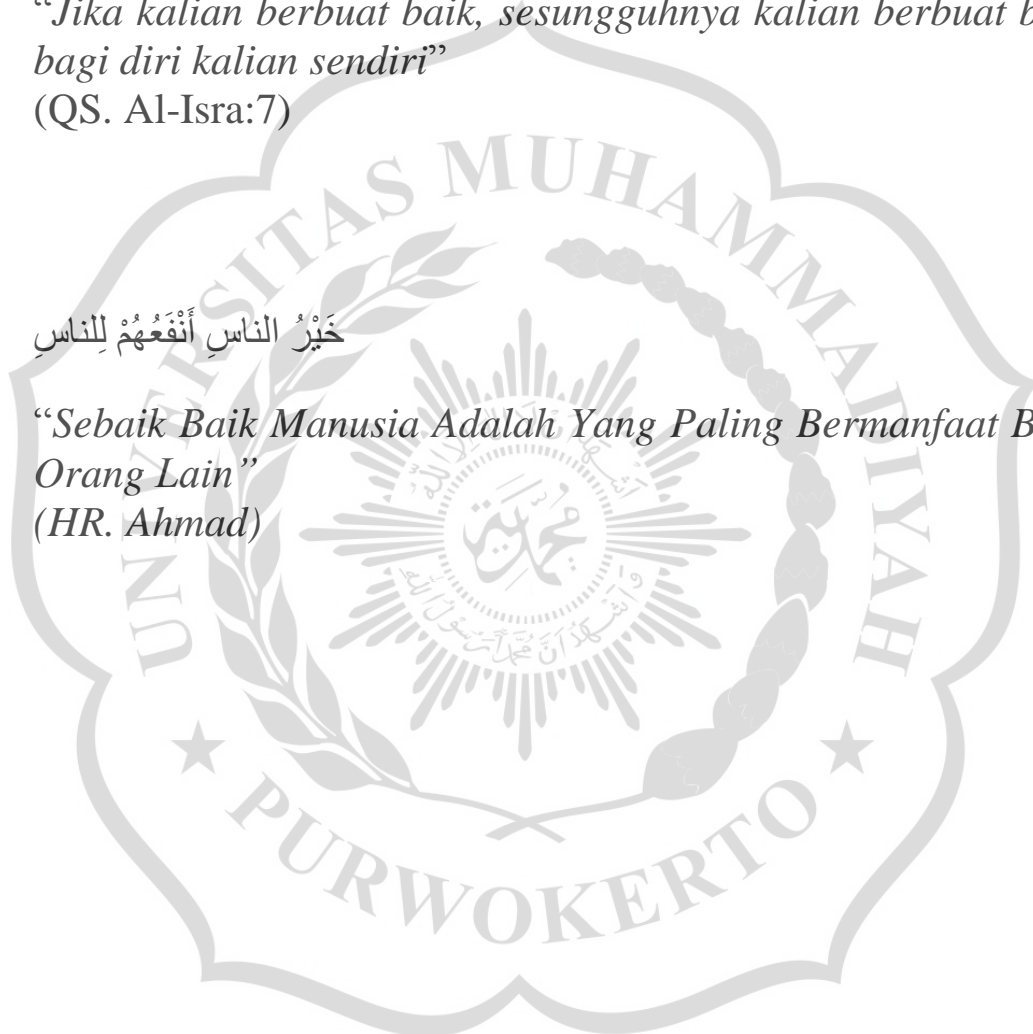 “Jika kalian berbuat baik, sesungguhnya kalian berbuat
bagi diri kalian sendiri”
(QS. Al-Isra:7)
خَيْرُ الناسِ أَنْفَعُهُمْ لِلناسِ
“Sebaik Baik Manusia Adalah Yang Paling Bermanfaat
Orang Lain”
(HR. Ahmad)
UNIVERSITAS MUHAMMADIYAH
PURWOKERTO